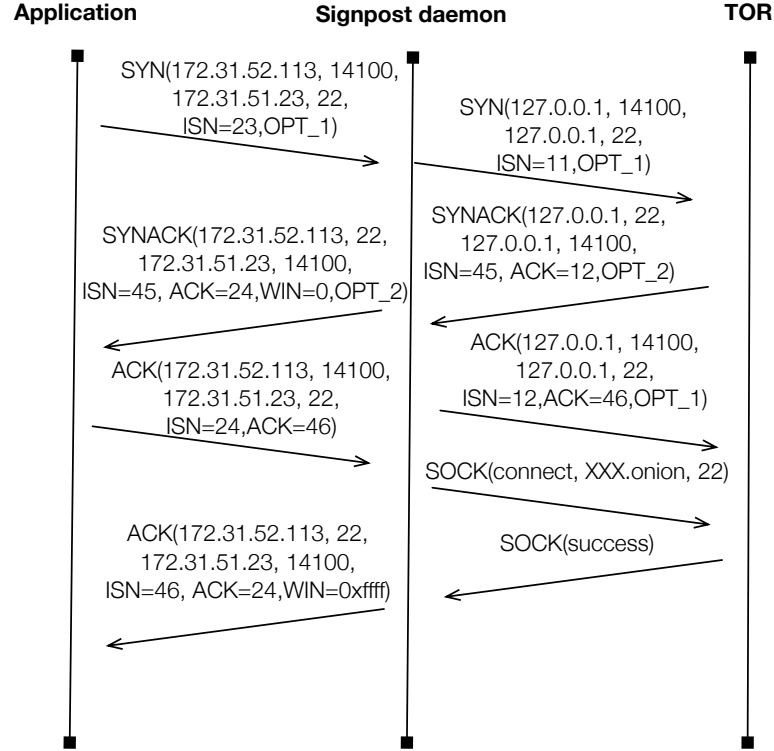 Application
Signpost daemon
TOR
SYN(172.31.52.113, 14100,
172.31.51.23, 22,
ISN=23,OPT_1)
SYN(127.0.0.1, 14100,
127.0.0.1, 22,
ISN=11,OPT_1)
SYNACK(127.0.0.1, 22,
127.0.0.1, 14100,
ISN=45, ACK=12,OPT_2)
SYNACK(172.31.52.113, 22,
172.31.51.23, 14100,
ISN=45, ACK=24,WIN=0,OPT_2)
ACK(127.0.0.1, 14100,
127.0.0.1, 22,
ISN=12,ACK=46,OPT_1)
ACK(172.31.52.113, 14100,
172.31.51.23, 22,
ISN=24,ACK=46)
SOCK(connect, XXX.onion, 22)
SOCK(success)
ACK(172.31.52.113, 22,
172.31.51.23, 14100,
ISN=46, ACK=24,WIN=0xffff)